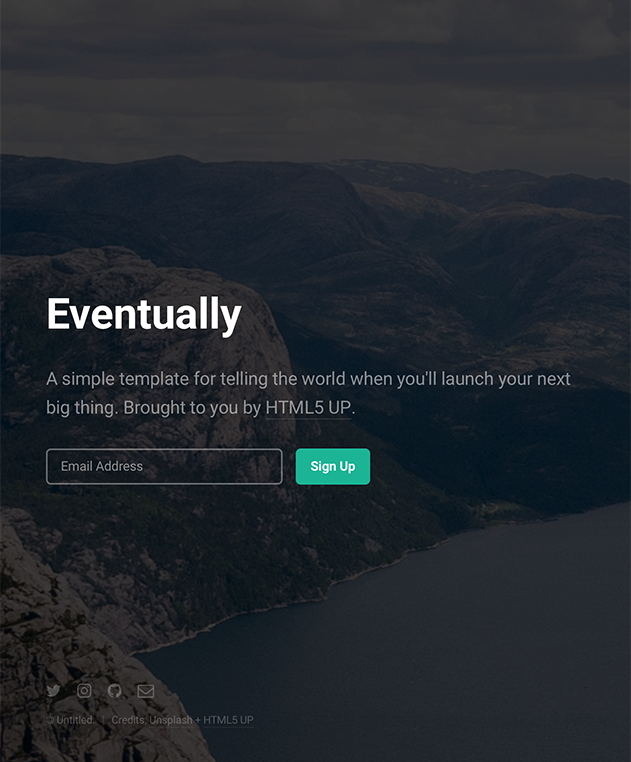 Eventually
A simple template for telling the world when you'll launch your next
big thing. Brought to you by HTML5 UP.
Email Address
Sign Up
© Untitled. | Credits: Unsplash + HTML5 UP